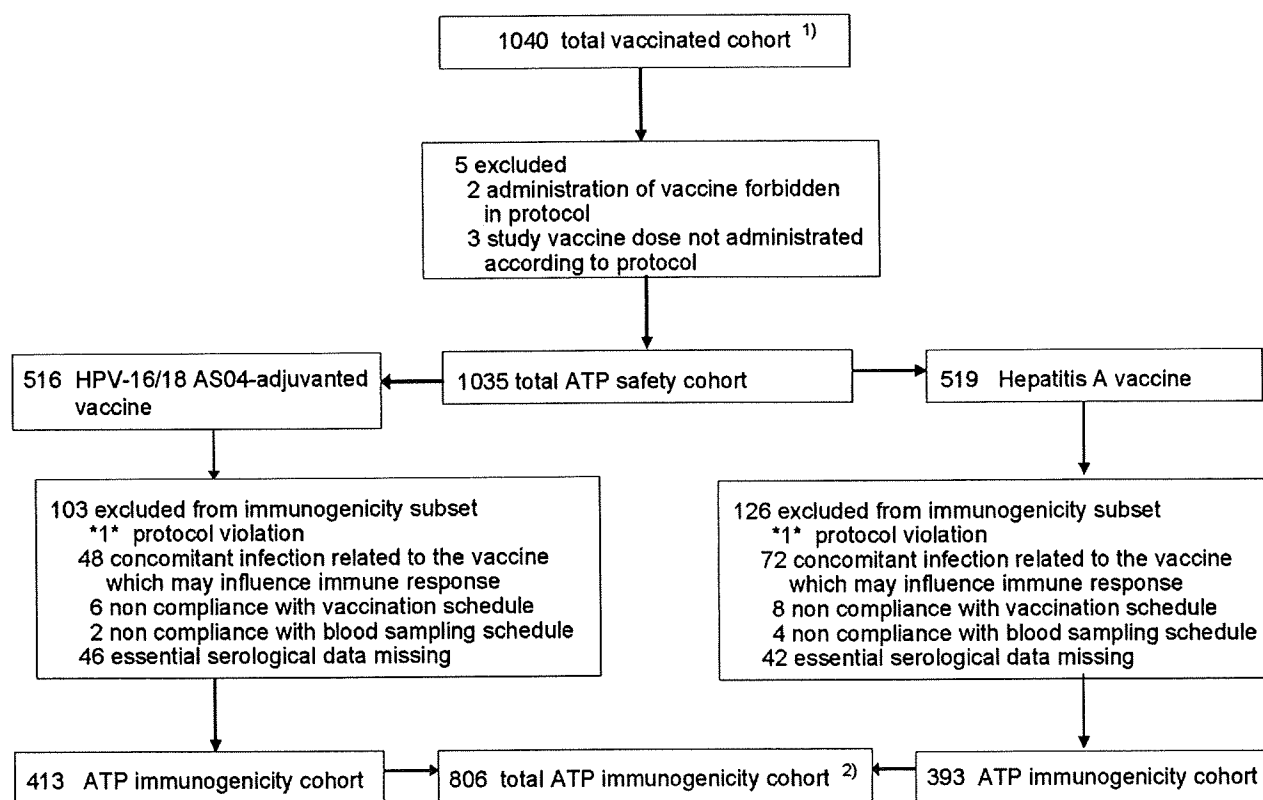 1040 total vaccinated cohort 1)
5 excluded
2 administration of vaccine forbidden
in protocol
3 study vaccine dose not administrated
according to protocol
516 HPV-16/18 AS04-adjuvanted
vaccine
1035 total ATP safety cohort
519 Hepatitis A vaccine
103 excluded from immunogenicity subset
*1* protocol violation
48 concomitant infection related to the vaccine
which may influence immune response
6 non compliance with vaccination schedule
2 non compliance with blood sampling schedule
46 essential serological data missing
126 excluded from immunogenicity subset
*1* protocol violation
72 concomitant infection related to the vaccine
which may influence immune response
8 non compliance with vaccination schedule
4 non compliance with blood sampling schedule
42 essential serological data missing
413 ATP immunogenicity cohort
806 total ATP immunogenicity cohort 2)
393 ATP immunogenicity cohort